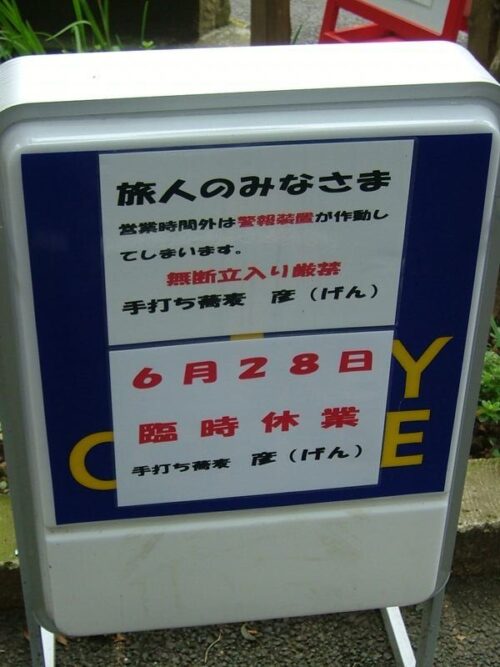 旅人のみなさま
営業時間外は警報装置が作動し
てしまいます。
無断立入り厳禁
手打ち蕎麦 彦（げん）
Y
6月28日
C E
臨時休業
手打ち蕎麦 彦（げん）